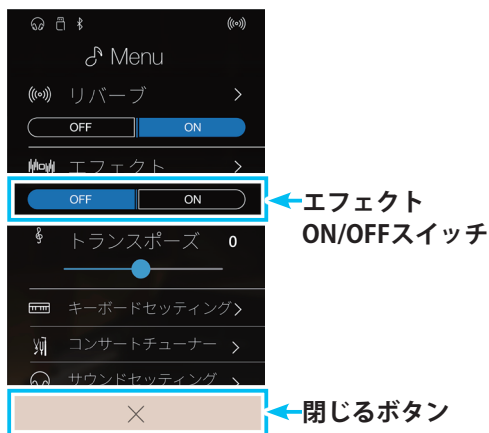 Menu
リバーブ
OFF ON
エフェクト
OFF ON
エフェクト
ON/OFFスイッチ
トランスポーズ 0
キーボードセッティング
コンサートチューナー
サウンドセッティング
閉じるボタン